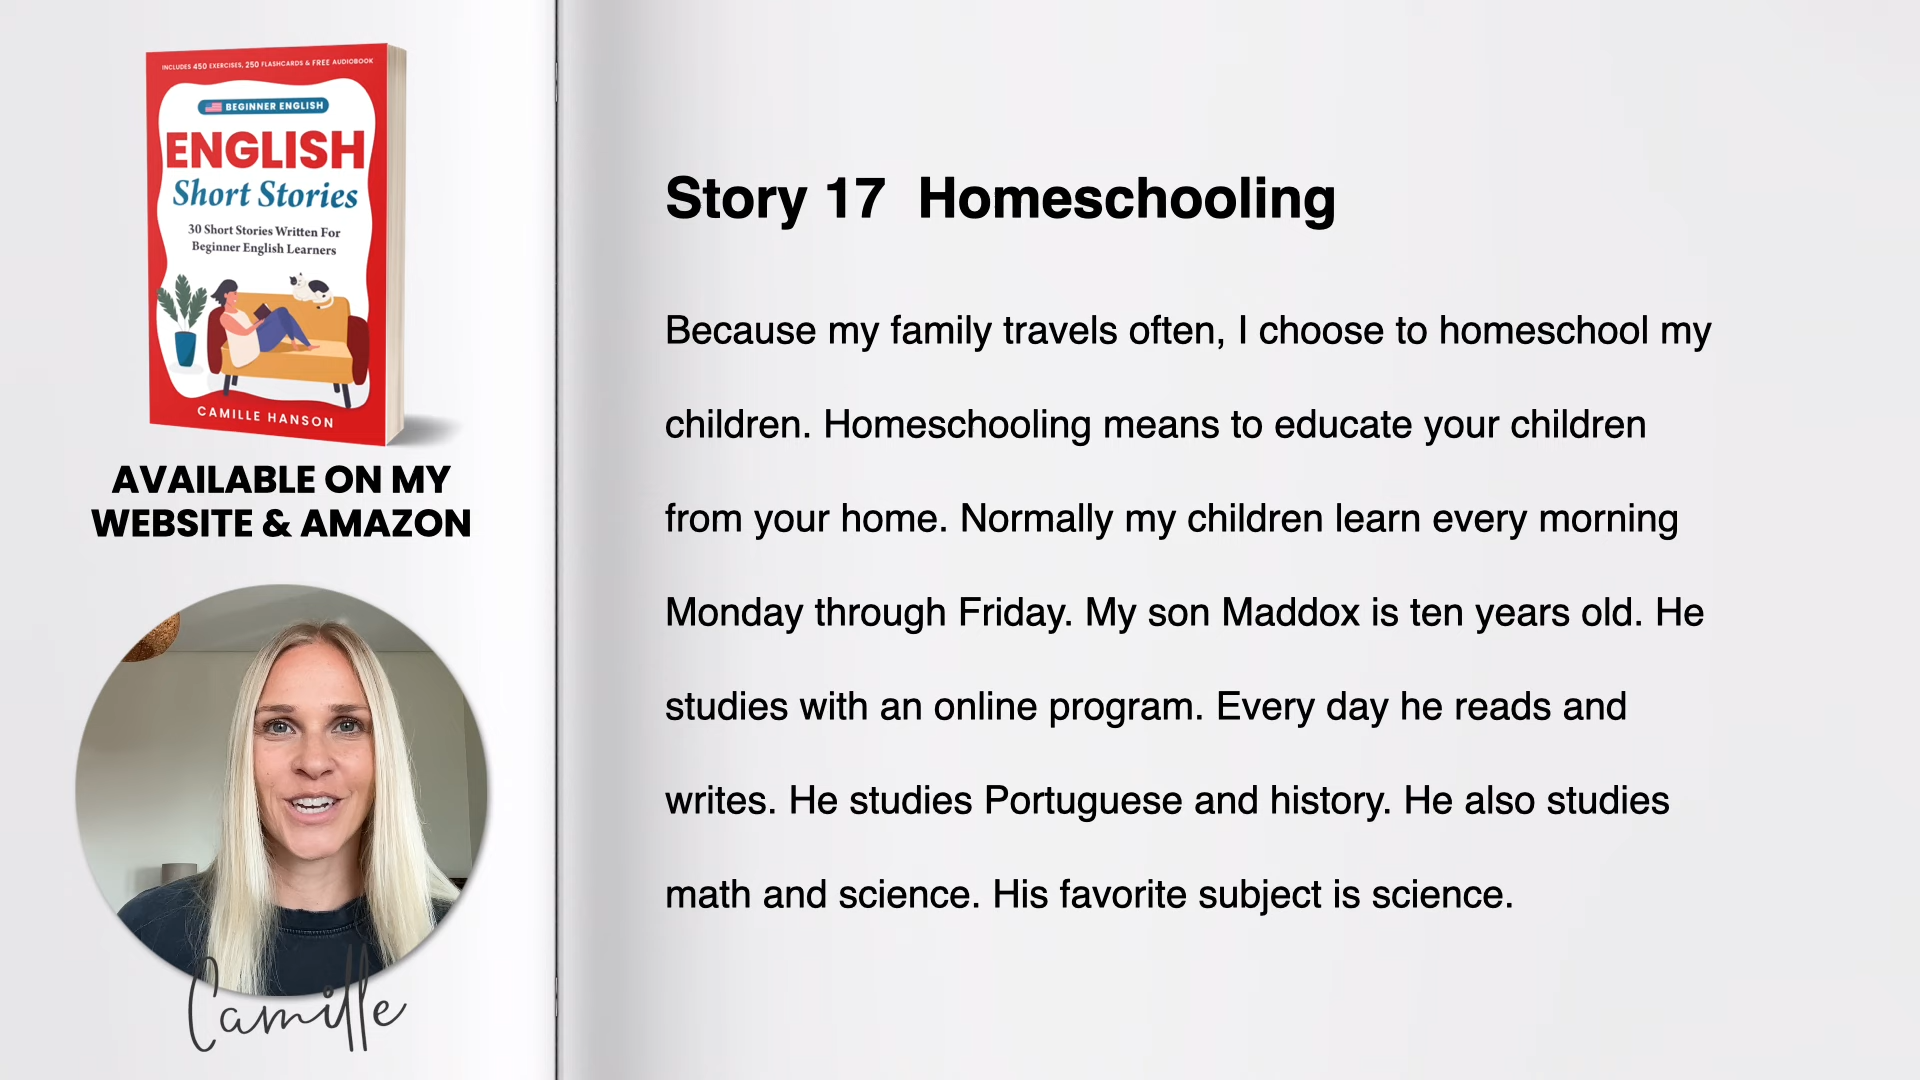 INCLUDES 450 EXERCISES, 250 FLASHCARDS & FREE AUDIOBOOK
BEGINNER ENGLISH
ENGLISH
Short Stories
30 Short Stories Written For
Beginner English Learners
CAMILLE HANSON
AVAILABLE ON MY
WEBSITE & AMAZON
Camille
Story 17 Homeschooling
Because my family travels often, I choose to homeschool my
children. Homeschooling means to educate your children
from your home. Normally my children learn every morning
Monday through Friday. My son Maddox is ten years old. He
studies with an online program. Every day he reads and
writes. He studies Portuguese and history. He also studies
math and science. His favorite subject is science.